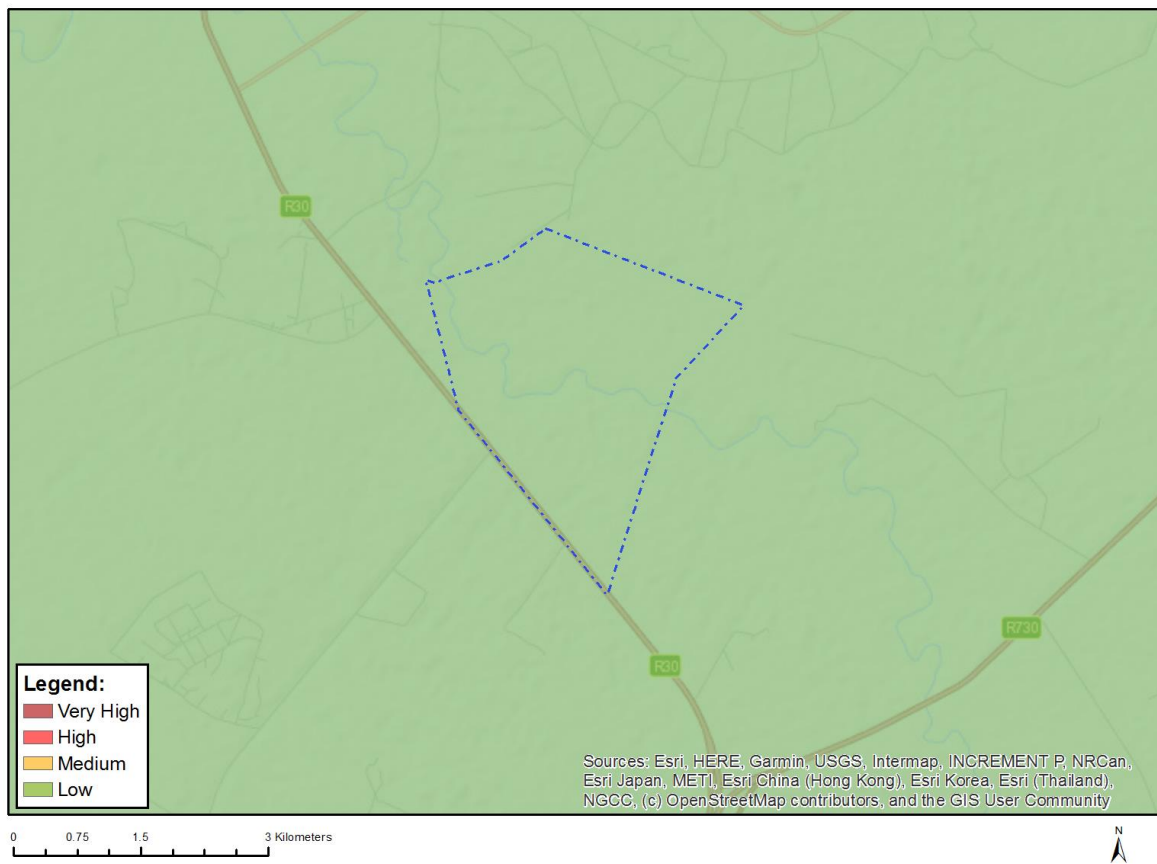 R30
R730
R30
Legend:
Very High
High
Medium
Low
Sources: Esri, HERE, Garmin, USGS, Intermap, INCREMENT P, NRCan,
Esri Japan, METI, Esri China (Hong Kong), Esri Korea, Esri (Thailand),
NGCC, (c) OpenStreetMap contributors, and the GIS User Community
0 0.75 1.5 3 Kilometers
N